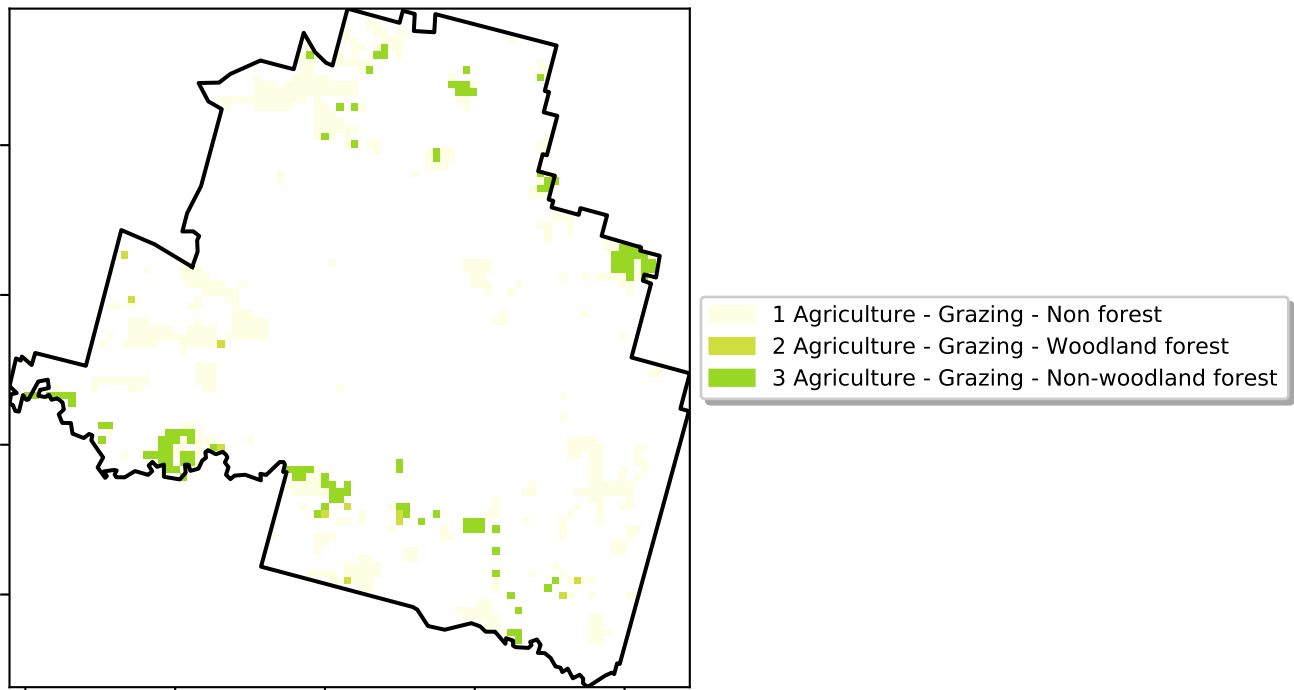 1 Agriculture - Grazing - Non forest
2 Agriculture - Grazing - Woodland forest
3 Agriculture - Grazing - Non-woodland forest